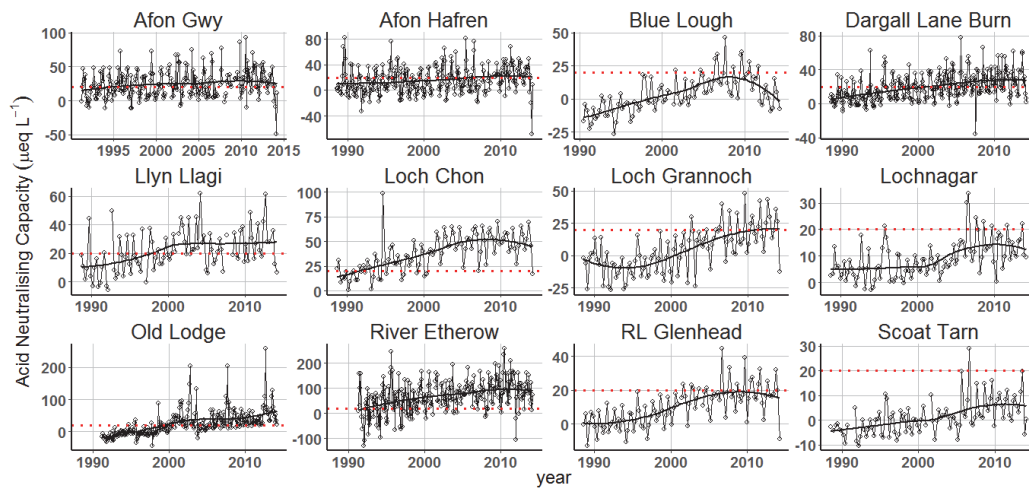 Afon Gwy Afon Hafren Blue Lough Dargall Lane Burn
100 80 50 80
50 40 25 40
0 0 0 0
-50 -40 -25 -40
1995 2000 2005 2010 2015 1990 2000 2010 1990 2000 2010 1990 2000 2010
Llyn Llagi Loch Chon Loch Grannoch Lochnagar
60 100 50 30
40 75 25 20
20 50 0 10
0 25 -25 0
0
1990 2000 2010 1990 2000 2010 1990 2000 2010 1990 2000 2010
Old Lodge River Etherow RL Glenhead Scoat Tarn
200 200 40 30
100 100 20 20
0 0 0 10
-100 0
-10
1990 2000 2010 1990 2000 2010 1990 2000 2010 1990 2000 2010
year
Acid Neutralising Capacity (µeq L⁻¹)